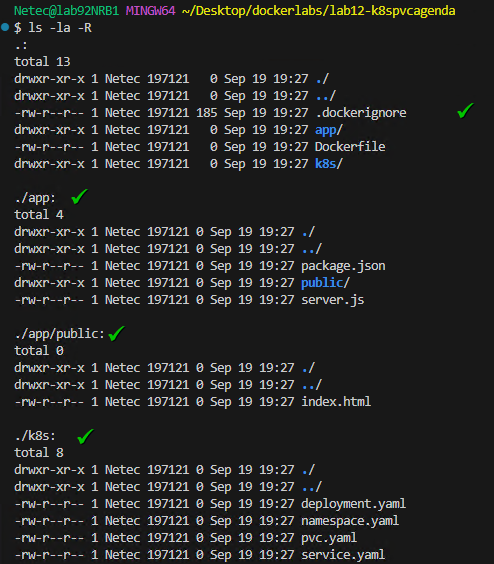 Netec@lab92NRB1 MINGW64 ~/Desktop/dockerlabs/lab12-k8spvcagenda
$ ls -la -R
.:
total 13
drwxr-xr-x 1 Netec 197121   0 Sep 19 19:27 ./
drwxr-xr-x 1 Netec 197121   0 Sep 19 19:27 ../
-rw-r--r-- 1 Netec 197121 185 Sep 19 19:27 .dockerignore
drwxr-xr-x 1 Netec 197121   0 Sep 19 19:27 app/
-rw-r--r-- 1 Netec 197121   0 Sep 19 19:27 Dockerfile
drwxr-xr-x 1 Netec 197121   0 Sep 19 19:27 k8s/

./app:
total 4
drwxr-xr-x 1 Netec 197121 0 Sep 19 19:27 ./
drwxr-xr-x 1 Netec 197121 0 Sep 19 19:27 ../
-rw-r--r-- 1 Netec 197121 0 Sep 19 19:27 package.json
drwxr-xr-x 1 Netec 197121 0 Sep 19 19:27 public/
-rw-r--r-- 1 Netec 197121 0 Sep 19 19:27 server.js

./app/public:
total 0
drwxr-xr-x 1 Netec 197121 0 Sep 19 19:27 ./
drwxr-xr-x 1 Netec 197121 0 Sep 19 19:27 ../
-rw-r--r-- 1 Netec 197121 0 Sep 19 19:27 index.html

./k8s:
total 8
drwxr-xr-x 1 Netec 197121 0 Sep 19 19:27 ./
drwxr-xr-x 1 Netec 197121 0 Sep 19 19:27 ../
-rw-r--r-- 1 Netec 197121 0 Sep 19 19:27 deployment.yaml
-rw-r--r-- 1 Netec 197121 0 Sep 19 19:27 namespace.yaml
-rw-r--r-- 1 Netec 197121 0 Sep 19 19:27 pvc.yaml
-rw-r--r-- 1 Netec 197121 0 Sep 19 19:27 service.yaml